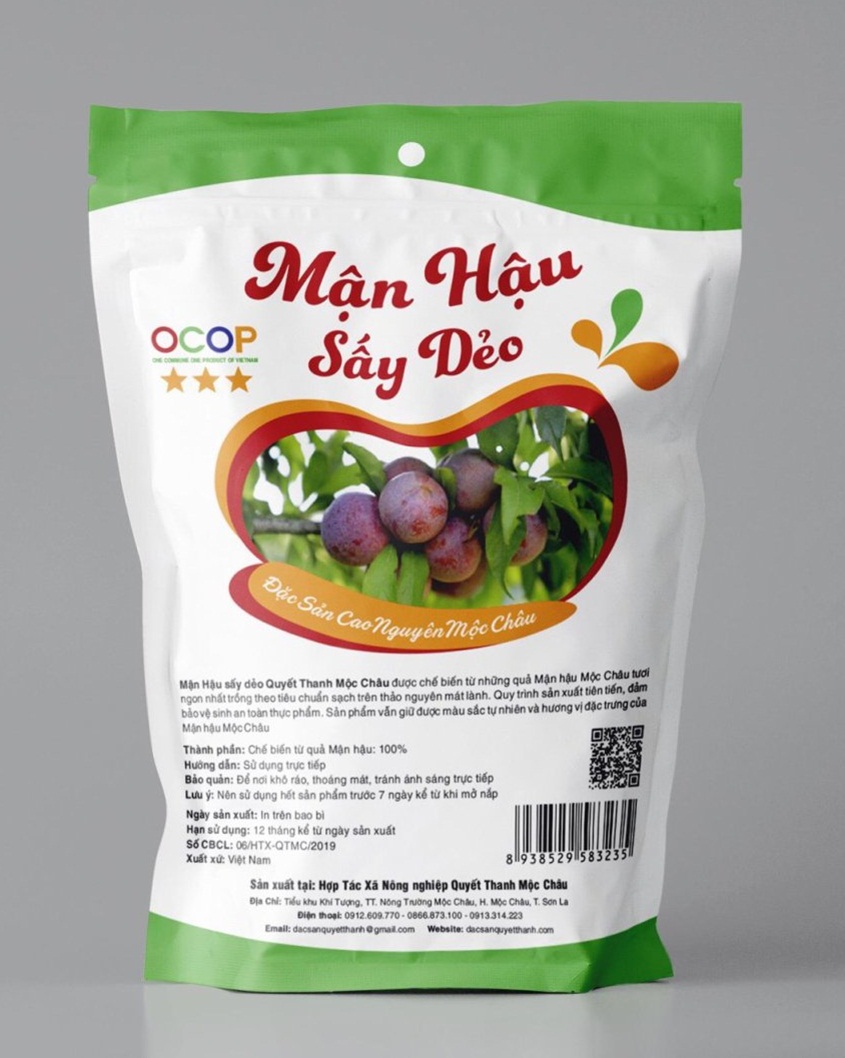 Mận Hậu
Sấy Dẻo
OCOP
ONE COMMUNE ONE PRODUCT OF VIETNAM
Đặc Sản Cao Nguyên Mộc Châu
Mận Hậu sấy dẻo Quyết Thanh Mộc Châu được chế biến từ những quả Mận hậu Mộc Châu tươi
ngon nhất trồng theo tiêu chuẩn sạch trên thảo nguyên mát lành. Quy trình sản xuất tiên tiến, đảm
bảo vệ sinh an toàn thực phẩm. Sản phẩm vẫn giữ được màu sắc tự nhiên và hương vị đặc trưng của
Mận hậu Mộc Châu
Thành phần: Chế biến từ quả Mận hậu: 100%
Hướng dẫn: Sử dụng trực tiếp
Bảo quản: Để nơi khô ráo, thoáng mát, tránh ánh sáng trực tiếp
Lưu ý: Nên sử dụng hết sản phẩm trước 7 ngày kể từ khi mở nắp
Ngày sản xuất: In trên bao bì
Hạn sử dụng: 12 tháng kể từ ngày sản xuất
Số CBCL: 06/HTX-QTMC/2019
Xuất xứ: Việt Nam
8 938529 583235
Sản xuất tại: Hợp Tác Xã Nông nghiệp Quyết Thanh Mộc Châu
Địa Chỉ: Tiểu khu Khí Tượng, TT. Nông Trường Mộc Châu, H. Mộc Châu, T. Sơn La
Điện thoại: 0912.609.770 - 0866.873.100 - 0913.314.223
Email: dacsanquyetthanh@gmail.com Website: dacsanquyetthanh.com